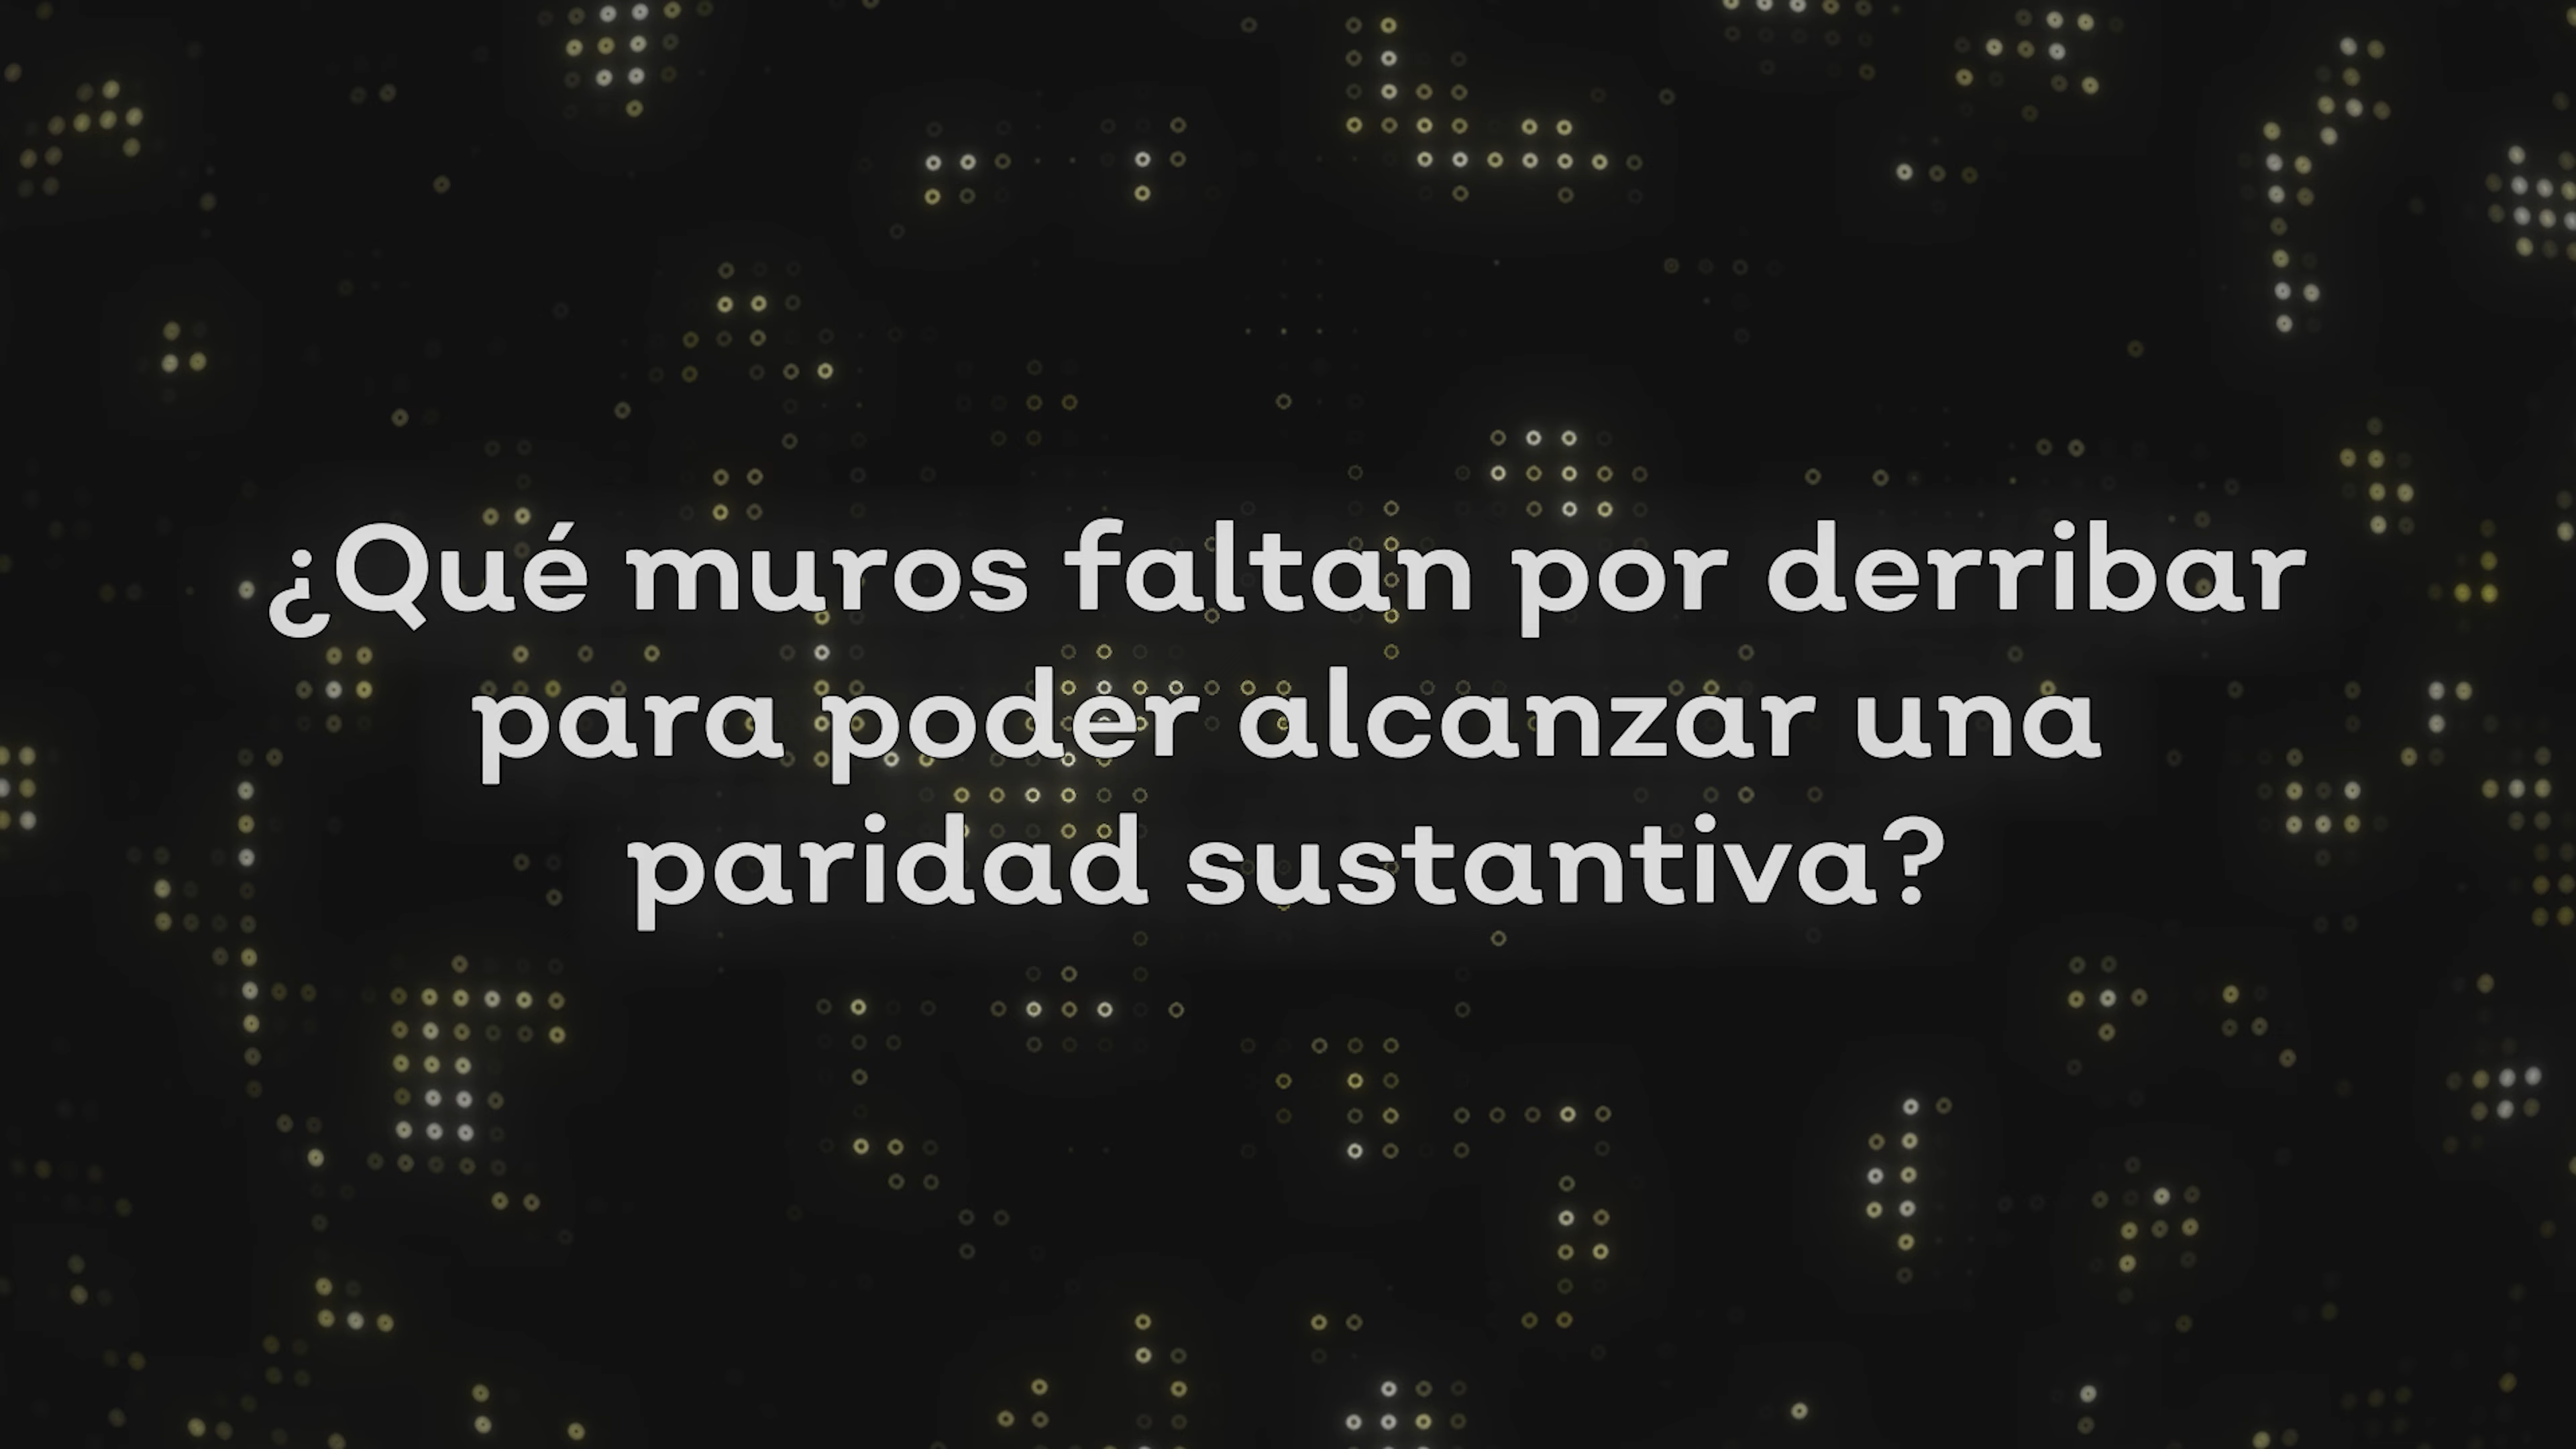 ¿Qué muros faltan por derribar
para poder alcanzar una
paridad sustantiva?